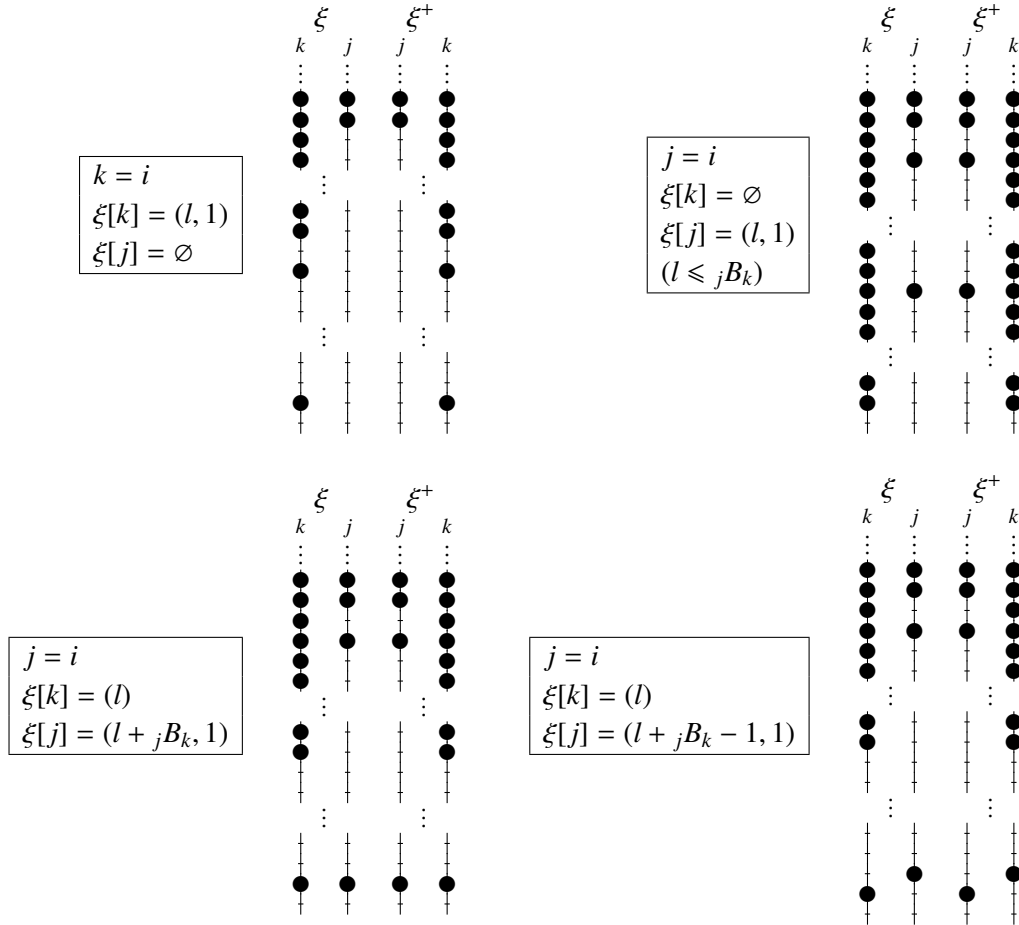 ξ ξ⁺
k j j k
k = i
ξ[k] = (l, 1)
ξ[j] = ∅
ξ ξ⁺
k j j k
j = i
ξ[k] = ∅
ξ[j] = (l, 1)
(l ⩽ ⱼBₖ)
ξ ξ⁺
k j j k
j = i
ξ[k] = (l)
ξ[j] = (l + ⱼBₖ, 1)
ξ ξ⁺
k j j k
j = i
ξ[k] = (l)
ξ[j] = (l + ⱼBₖ − 1, 1)